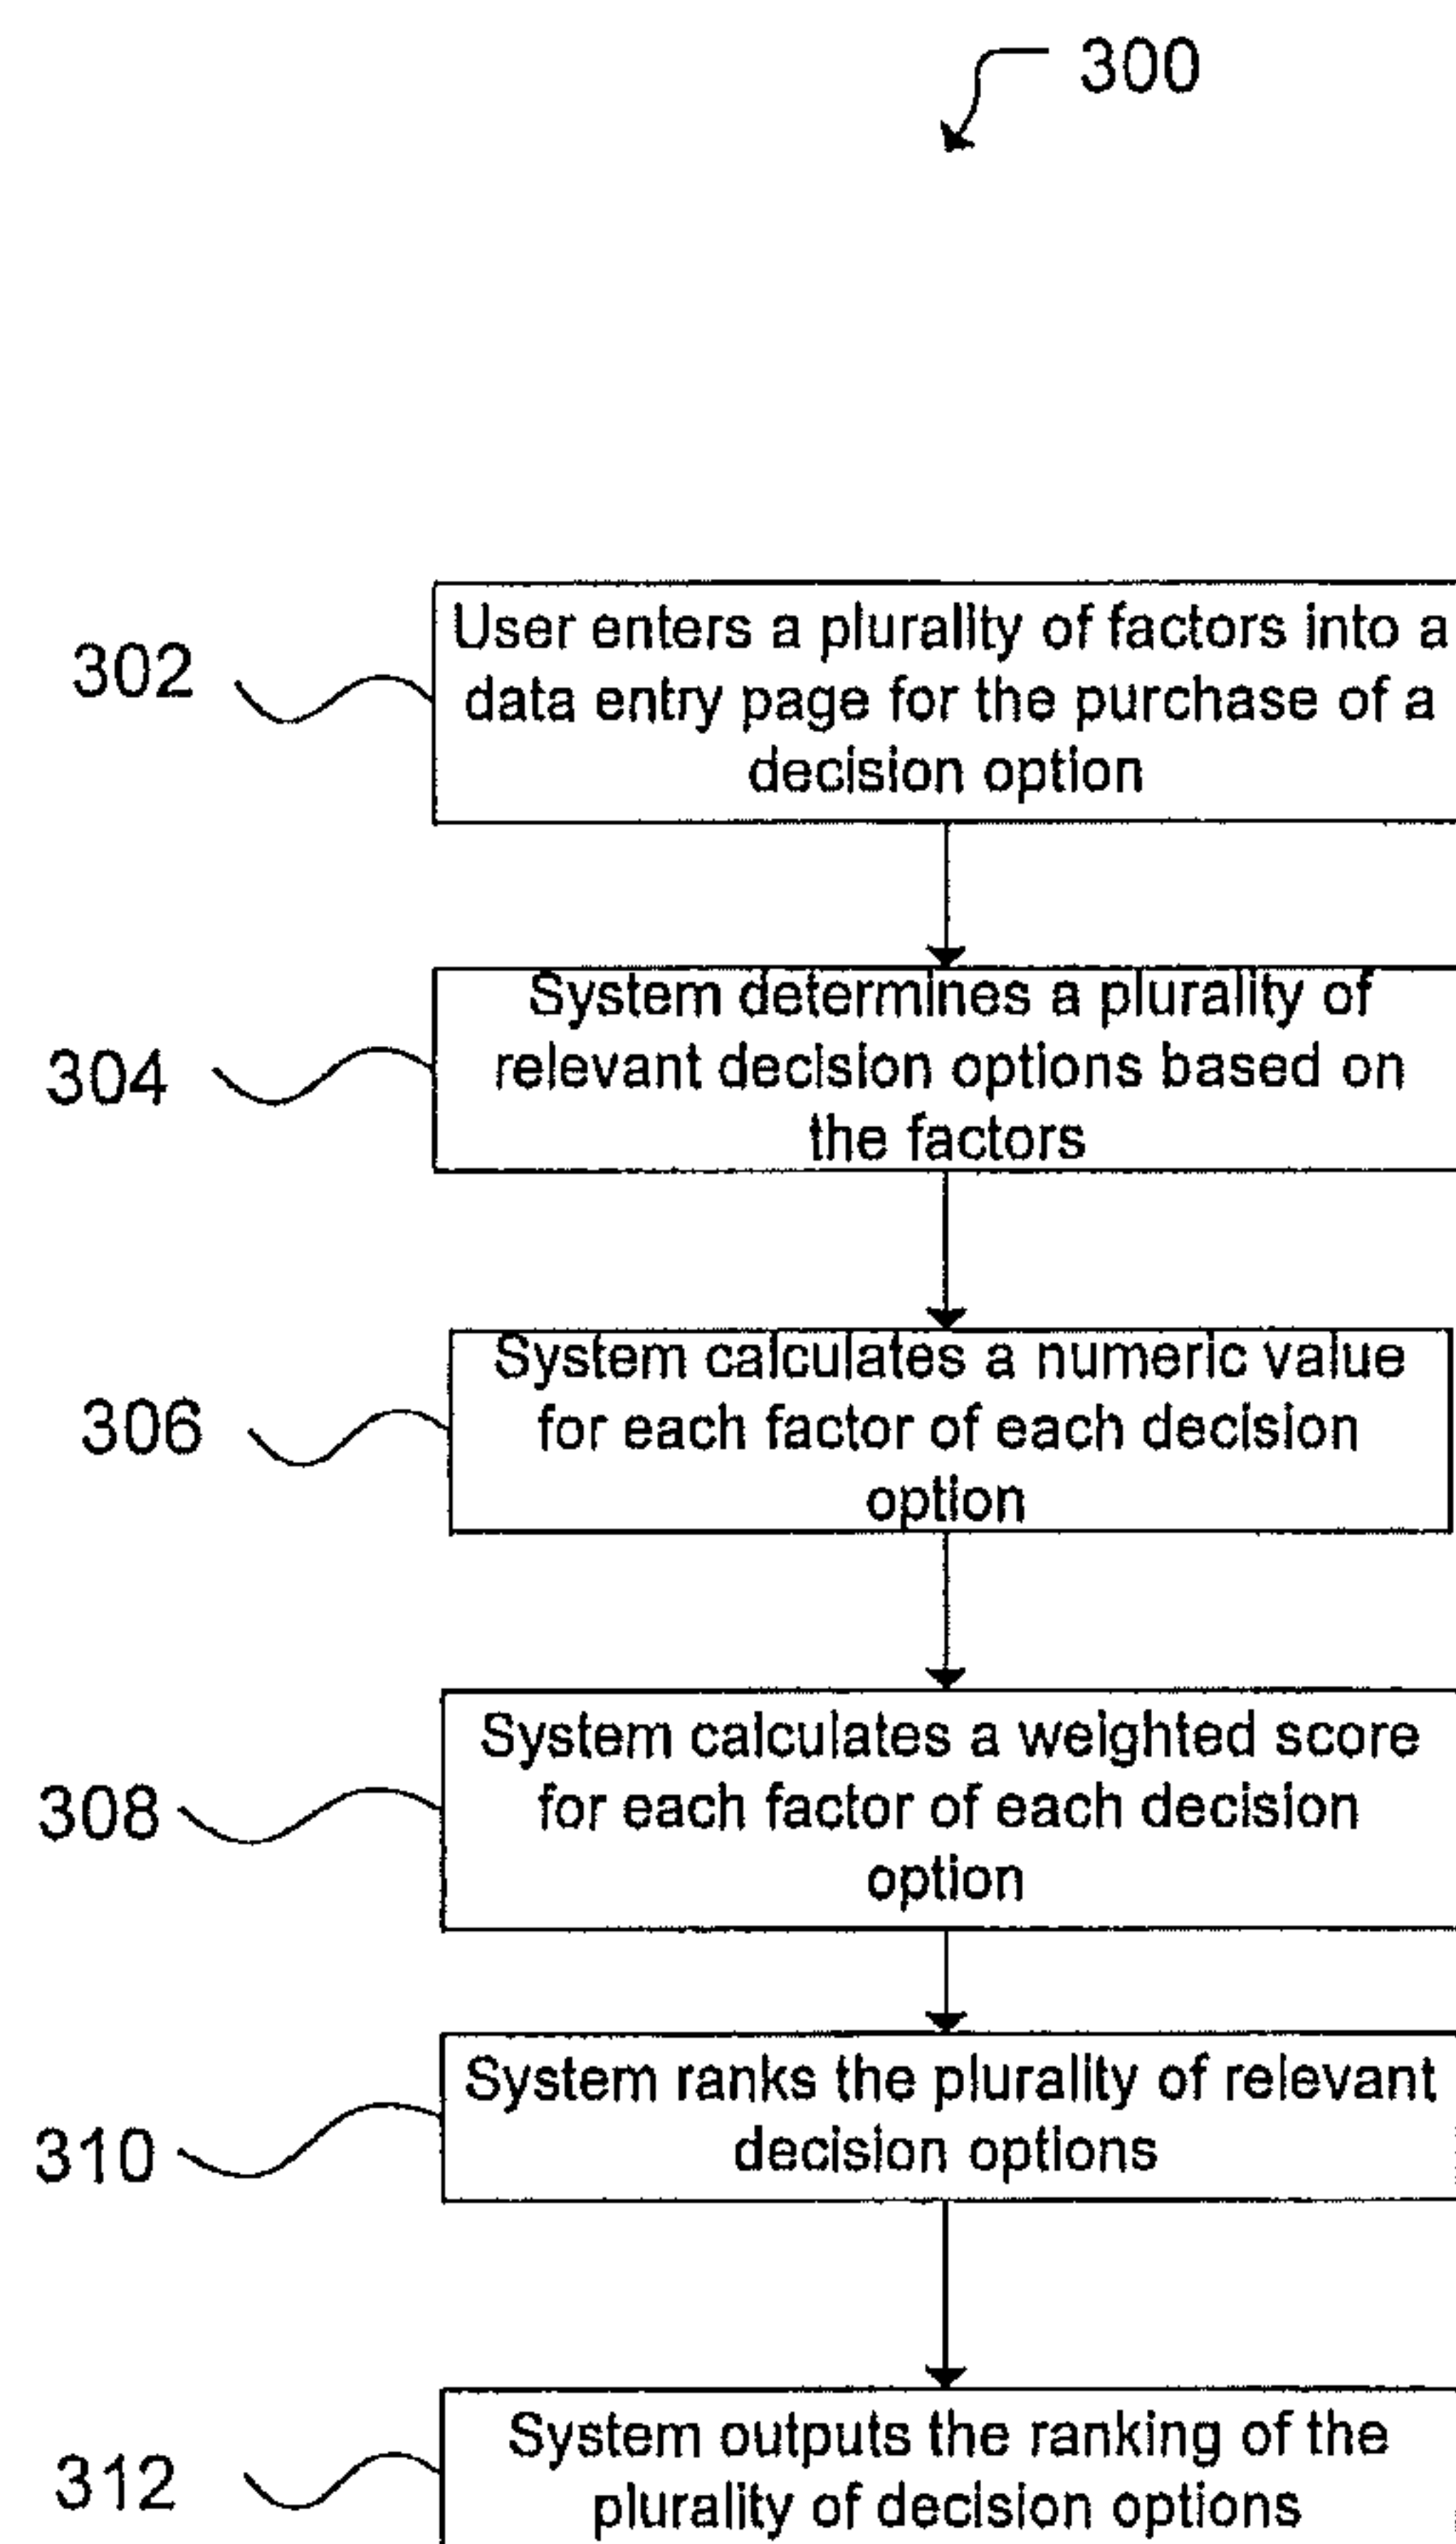 300
302
User enters a plurality of factors into a
data entry page for the purchase of a
decision option
304
System determines a plurality of
relevant decision options based on
the factors
306
System calculates a numeric value
for each factor of each decision
option
308
System calculates a weighted score
for each factor of each decision
option
310
System ranks the plurality of relevant
decision options
312
System outputs the ranking of the
plurality of decision options